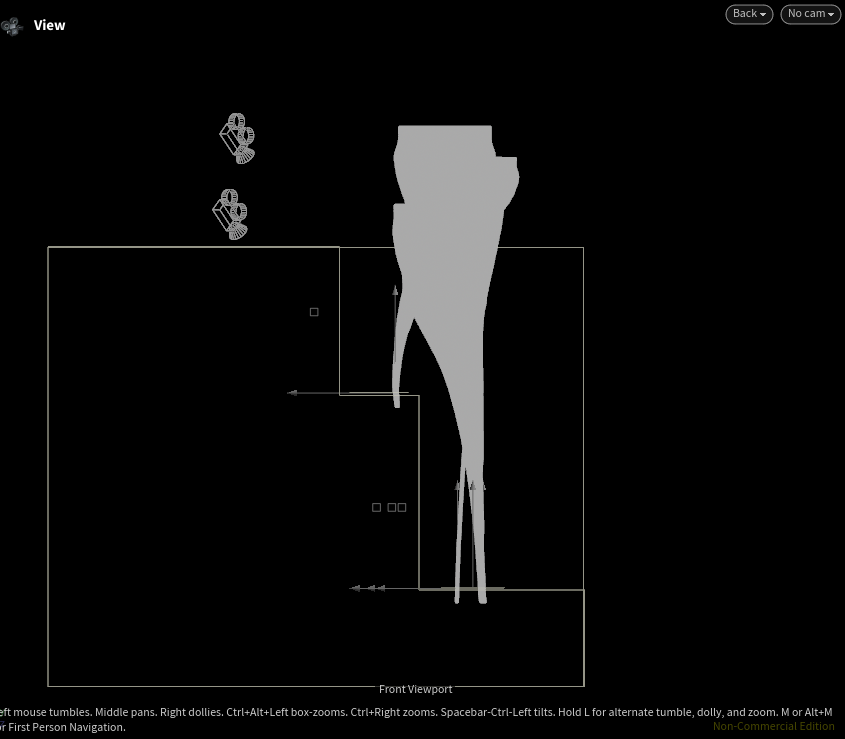 View
Back
No cam
Front Viewport
eft mouse tumbles. Middle pans. Right dollies. Ctrl+Alt+Left box-zooms. Ctrl+Right zooms. Spacebar-Ctrl-Left tilts. Hold L for alternate tumble, dolly, and zoom. M or Alt+M
or First Person Navigation.
Non-Commercial Edition